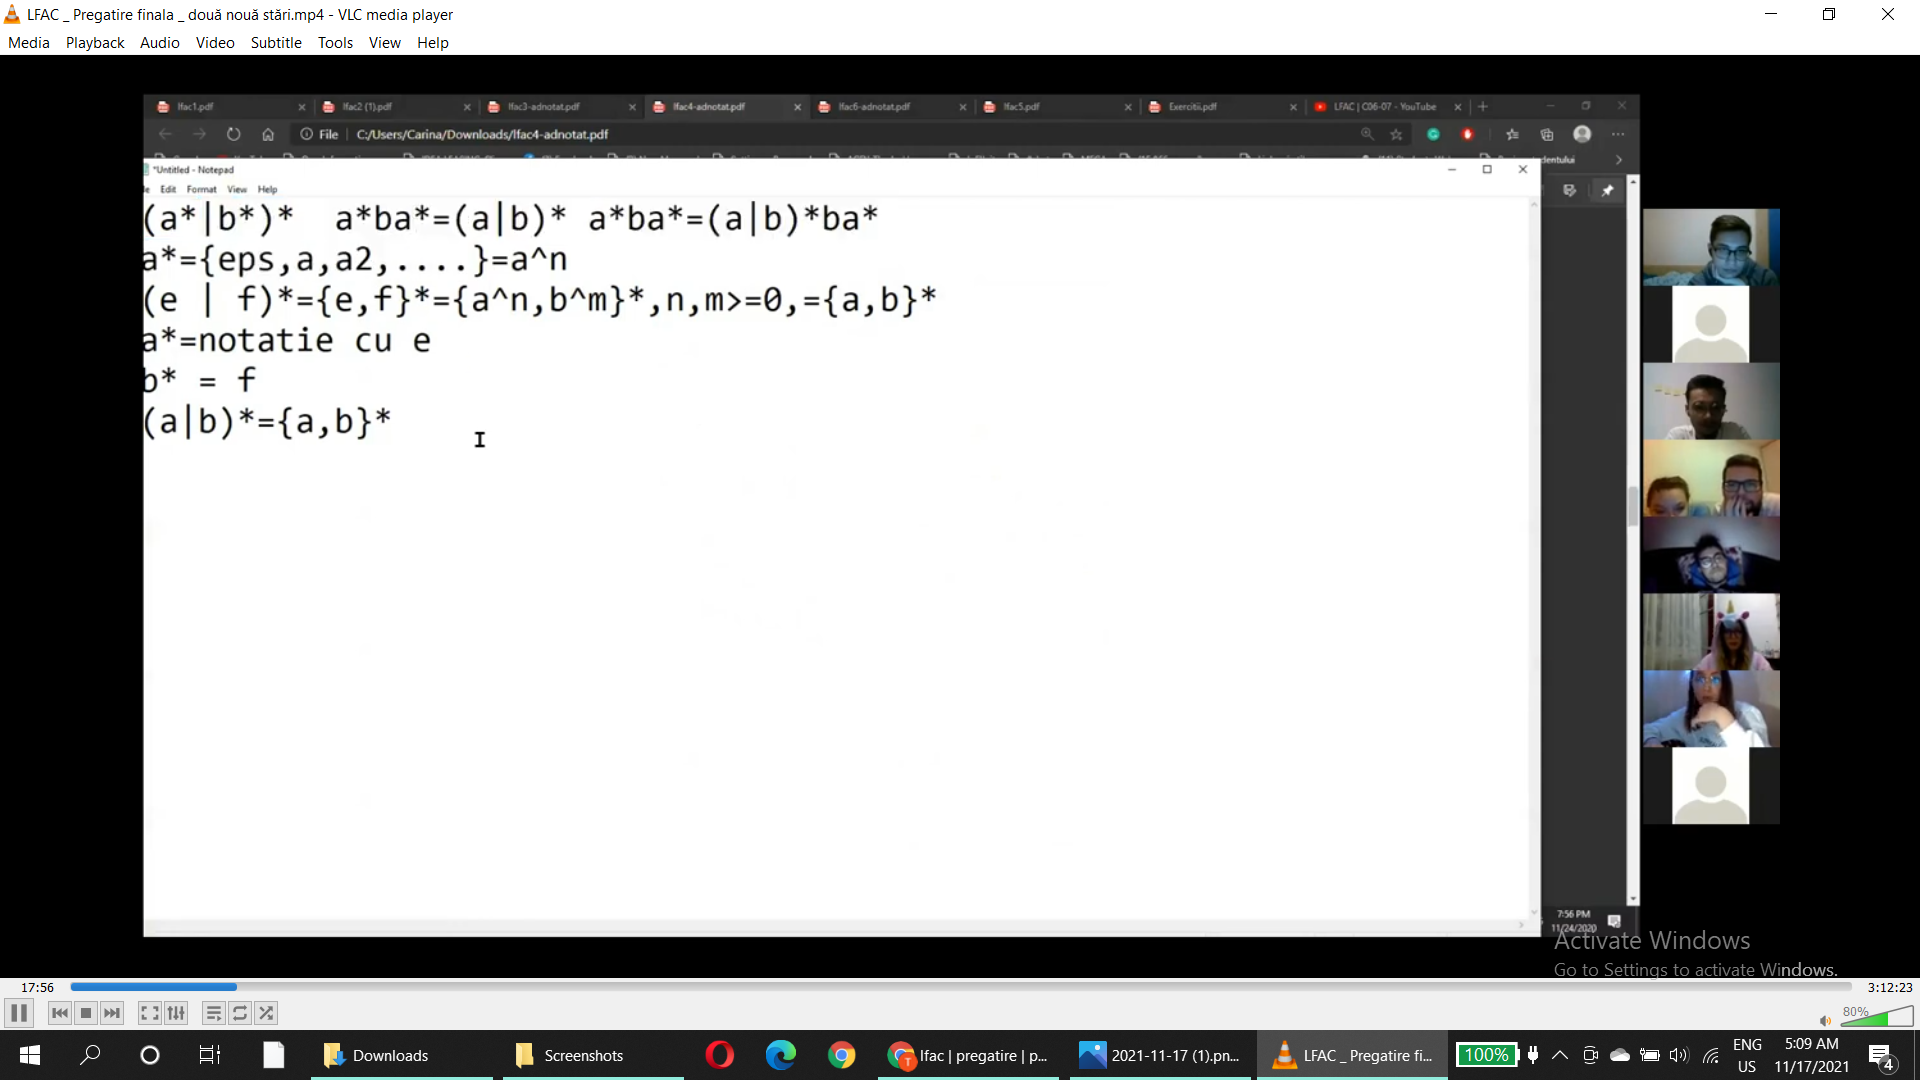 LFAC _ Pregatire finala _ două nouă stări.mp4 - VLC media player
Media Playback Audio Video Subtitle Tools View Help
lfac1.pdf lfac2 (1).pdf lfac3-adnotat.pdf lfac4-adnotat.pdf lfac6-adnotat.pdf lfac5.pdf Exercitii.pdf LFAC | C06-07 - YouTube
File | C:/Users/Carina/Downloads/lfac4-adnotat.pdf
*Untitled - Notepad
Edit Format View Help
(a*|b*)* a*ba*=(a|b)* a*ba*=(a|b)*ba*
a*={eps,a,a2,....}=a^n
(e | f)*={e,f}*={a^n,b^m}*,n,m>=0,={a,b}*
a*=notatie cu e
b* = f
(a|b)*={a,b}*
7:56 PM
11/24/2020
Activate Windows
Go to Settings to activate Windows.
17:56 3:12:23
80%
Downloads Screenshots lfac | pregatire | p... 2021-11-17 (1).pn... LFAC _ Pregatire fi... 100% ENG US 5:09 AM 11/17/2021 4